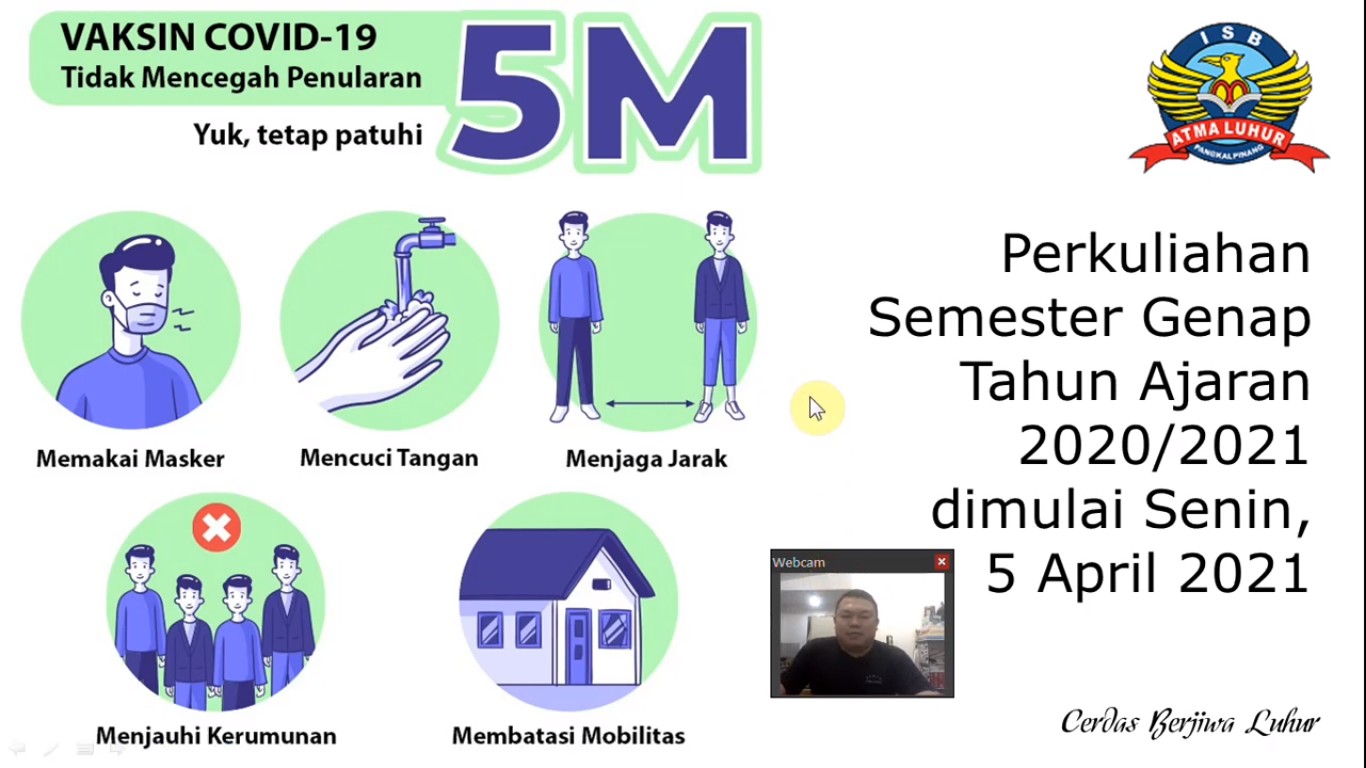 VAKSIN COVID-19
Tidak Mencegah Penularan
Yuk, tetap patuhi
5M
Memakai Masker
Mencuci Tangan
Menjaga Jarak
Menjauhi Kerumunan
Membatasi Mobilitas
ISB
ATMA LUHUR
PANGKALPINANG
Perkuliahan
Semester Genap
Tahun Ajaran
2020/2021
dimulai Senin,
5 April 2021
Webcam
Cerdas Berjiwa Luhur